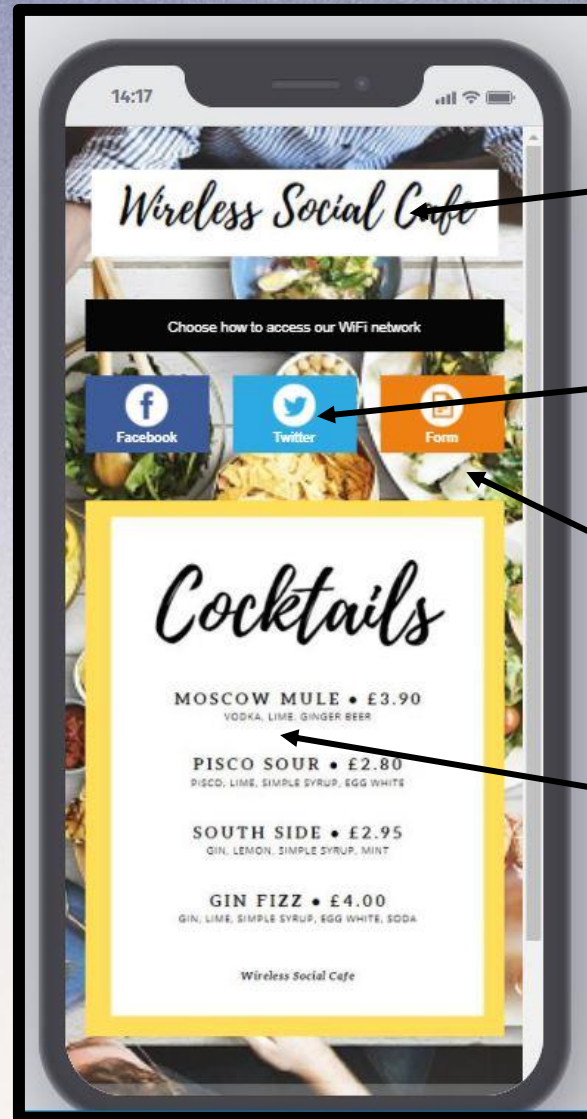 14:17
Wireless Social Cafe
Choose how to access our WiFi network
Facebook Twitter Form
Cocktails
MOSCOW MULE • £3.90
VODKA, LIME, GINGER BEER
PISCO SOUR • £2.80
PISCO, LIME, SIMPLE SYRUP, EGG WHITE
SOUTH SIDE • £2.95
GIN, LEMON, SIMPLE SYRUP, MINT
GIN FIZZ • £4.00
GIN, LIME, SIMPLE SYRUP, EGG WHITE, SODA
Wireless Social Cafe